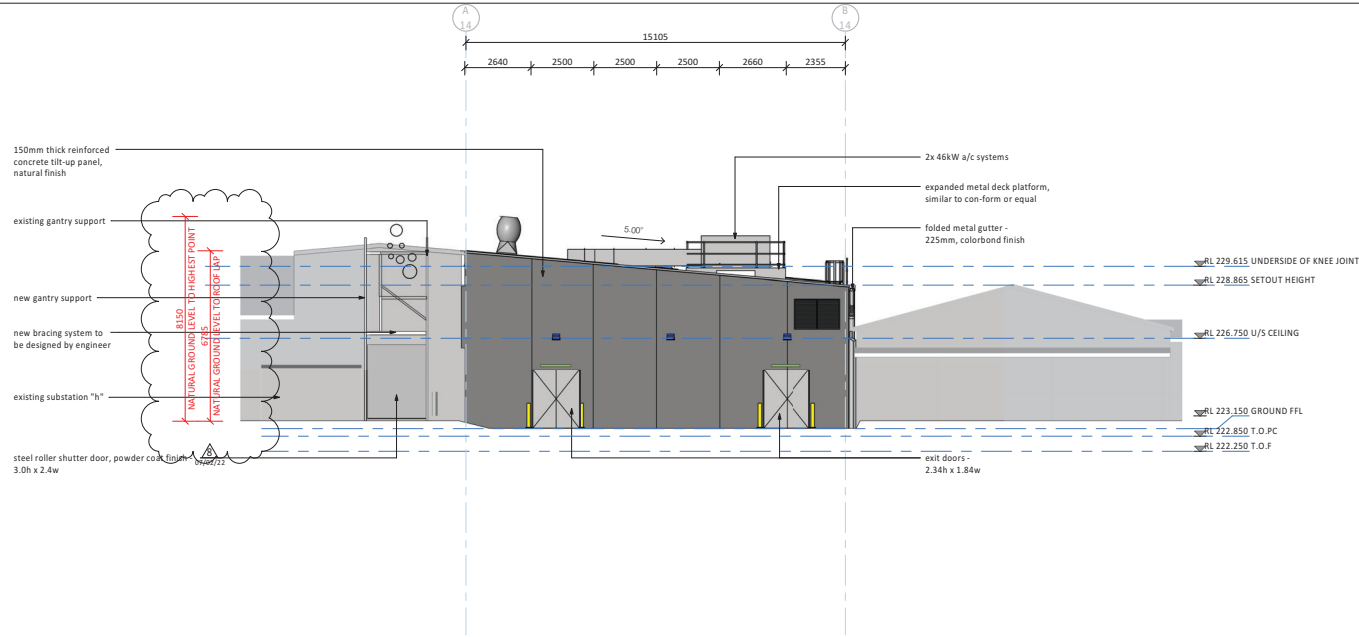 A
14
B
14
15105
2640 2500 2500 2500 2660 2355
150mm thick reinforced
concrete tilt-up panel,
natural finish
existing gantry support
new gantry support
new bracing system to
be designed by engineer
existing substation "h"
steel roller shutter door, powder coat finish -
3.0h x 2.4w
8150
NATURAL GROUND LEVEL TO HIGHEST POINT
6785
NATURAL GROUND LEVEL TO ROOF LAP
8
07/02/22
5.00°
2x 46kW a/c systems
expanded metal deck platform,
similar to con-form or equal
folded metal gutter -
225mm, colorbond finish
exit doors -
2.34h x 1.84w
RL 229.615 UNDERSIDE OF KNEE JOINT
RL 228.865 SETOUT HEIGHT
RL 226.750 U/S CEILING
RL 223.150 GROUND FFL
RL 222.850 T.O.PC
RL 222.250 T.O.F